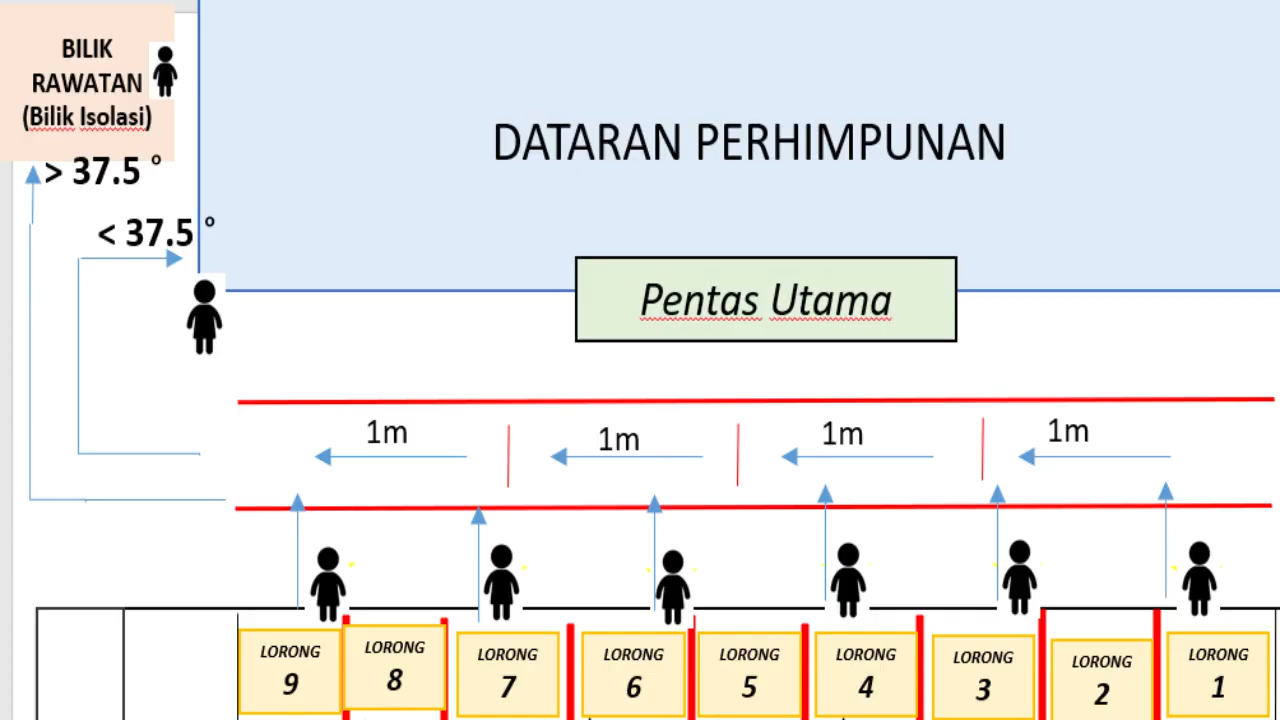 BILIK
RAWATAN
(Bilik Isolasi)
> 37.5 °
< 37.5 °
DATARAN PERHIMPUNAN
Pentas Utama
1m
1m
1m
1m
LORONG
9
LORONG
8
LORONG
7
LORONG
6
LORONG
5
LORONG
4
LORONG
3
LORONG
2
LORONG
1